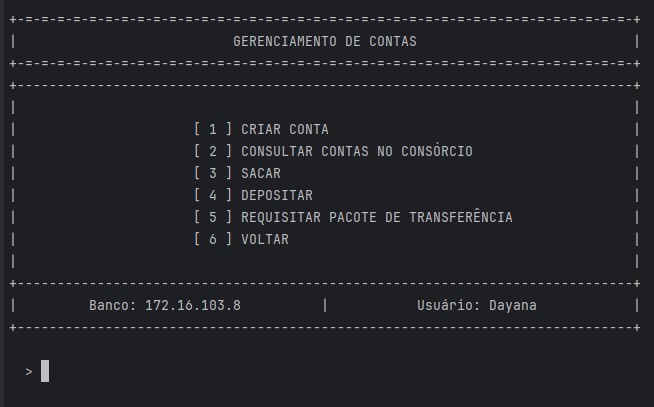 GERENCIAMENTO DE CONTAS
[ 1 ] CRIAR CONTA
[ 2 ] CONSULTAR CONTAS NO CONSÓRCIO
[ 3 ] SACAR
[ 4 ] DEPOSITAR
[ 5 ] REQUISITAR PACOTE DE TRANSFERÊNCIA
[ 6 ] VOLTAR
Banco: 172.16.103.8 | Usuário: Dayana
>